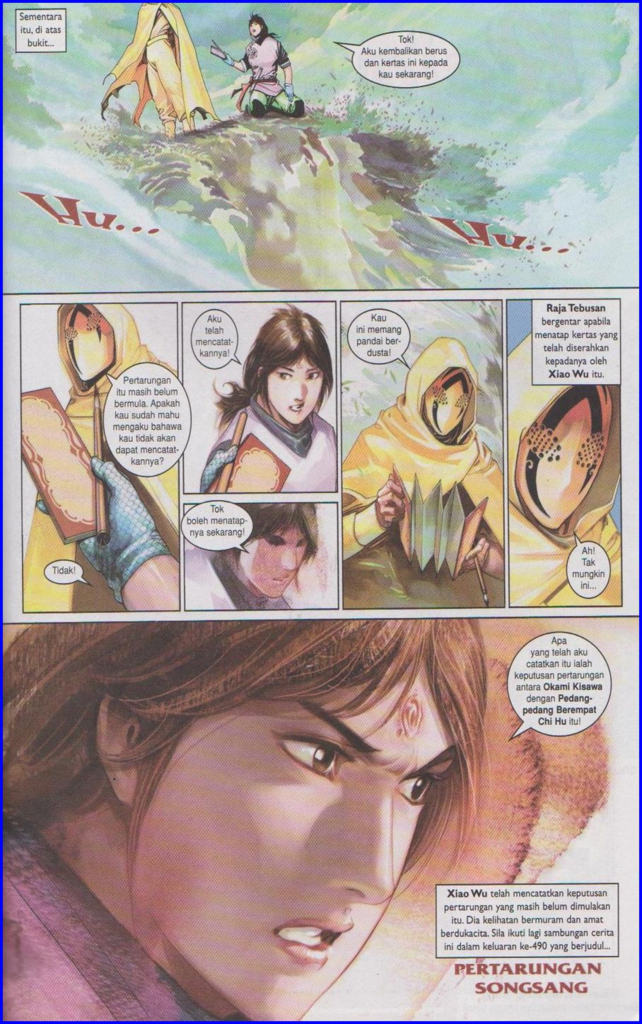 Sementara
itu, di atas
bukit...
Tok!
Aku kembalikan berus
dan kertas ini kepada
kau sekarang!
Hu...
Hu...
Pertarungan
itu masih belum
bermula. Apakah
kau sudah mahu
mengaku bahawa
kau tidak akan
dapat mencatat-
kannya?
Tidak!
Aku
telah
mencatat-
kannya!
Tok
boleh menatap-
nya sekarang!
Kau
ini memang
pandai ber-
dusta!
Raja Tebusan
bergentar apabila
menatap kertas yang
telah diserahkan
kepadanya oleh
Xiao Wu itu.
Ah!
Tak
mungkin
ini...
Apa
yang telah aku
catatkan itu ialah
keputusan pertarungan
antara Okami Kisawa
dengan Pedang-
pedang Berempat
Chi Hu itu!
Xiao Wu telah mencatatkan keputusan
pertarungan yang masih belum dimulakan
itu. Dia kelihatan bermuram dan amat
berdukacita. Sila ikuti lagi sambungan cerita
ini dalam keluaran ke-490 yang berjudul...
PERTARUNGAN
SONGSANG